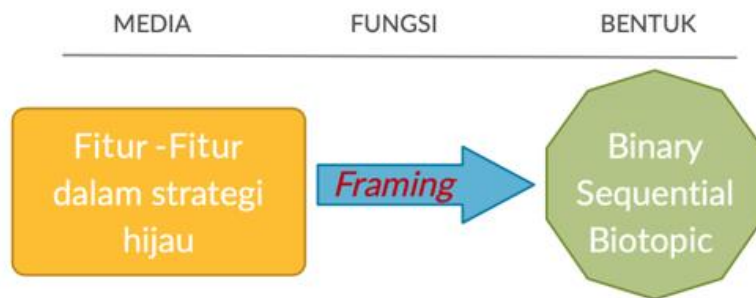 MEDIA FUNGSI BENTUK
Fitur -Fitur
dalam strategi
hijau
Framing
Binary
Sequential
Biotopic